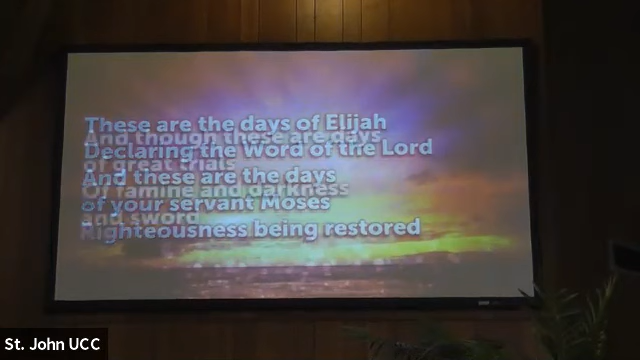 These are the days of Elijah
And though these are days
Declaring the Word of the Lord
of great trials
And these are the days
Of famine and darkness
of your servant Moses
and sword
Righteousness being restored
St. John UCC